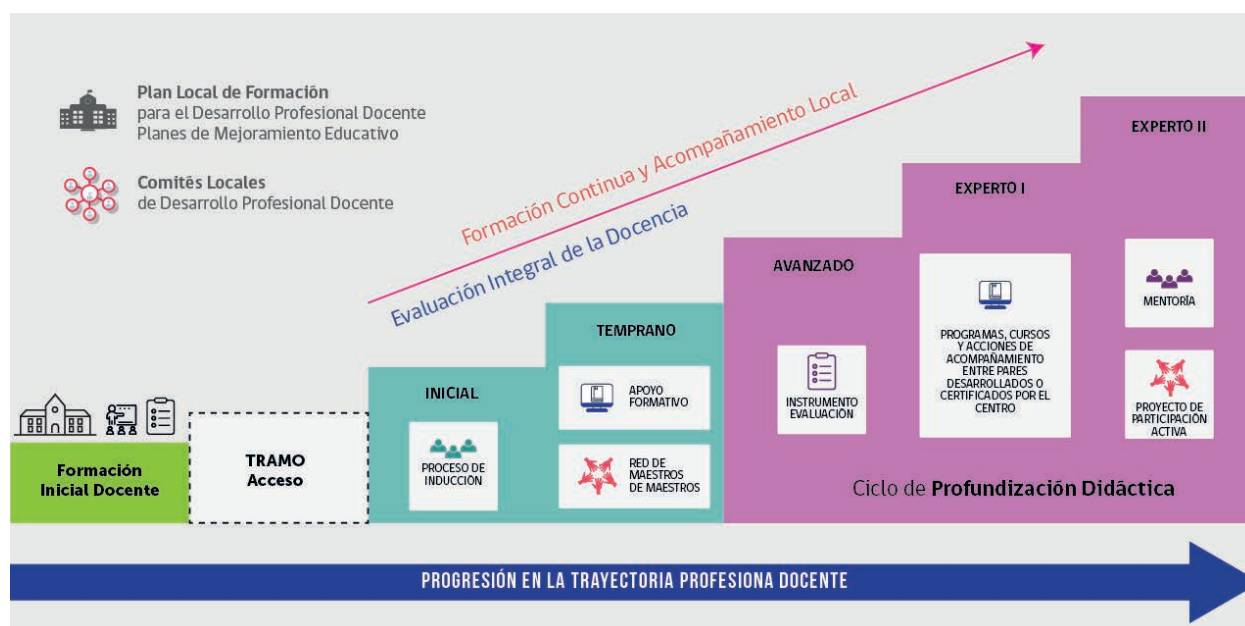 Plan Local de Formación
para el Desarrollo Profesional Docente
Planes de Mejoramiento Educativo
Comités Locales
de Desarrollo Profesional Docente
Formación Continua y Acompañamiento Local
Evaluación Integral de la Docencia
Formación
Inicial Docente
TRAMO
Acceso
INICIAL
PROCESO DE
INDUCCIÓN
TEMPRANO
APOYO
FORMATIVO
RED DE
MAESTROS
DE MAESTROS
AVANZADO
INSTRUMENTO
EVALUACIÓN
EXPERTO I
PROGRAMAS, CURSOS
Y ACCIONES DE
ACOMPAÑAMIENTO
ENTRE PARES
DESARROLLADOS O
CERTIFICADOS POR EL
CENTRO
EXPERTO II
MENTORÍA
PROYECTO DE
PARTICIPACIÓN
ACTIVA
Ciclo de Profundización Didáctica
PROGRESIÓN EN LA TRAYECTORIA PROFESIONA DOCENTE